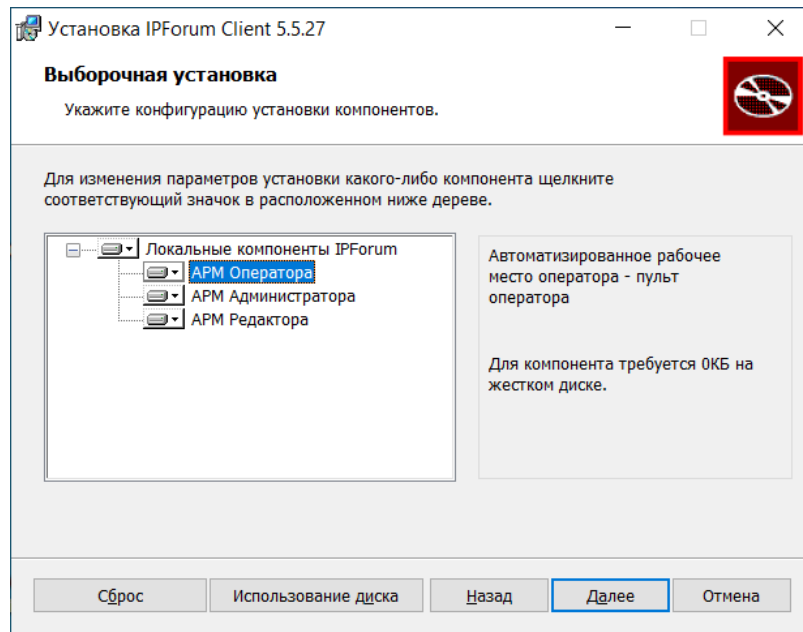 Установка IPForum Client 5.5.27
Выборочная установка
Укажите конфигурацию установки компонентов.
Для изменения параметров установки какого-либо компонента щелкните
соответствующий значок в расположенном ниже дереве.
Локальные компоненты IPForum
АРМ Оператора
АРМ Администратора
АРМ Редактора
Автоматизированное рабочее
место оператора - пульт
оператора
Для компонента требуется 0КБ на
жестком диске.
Сброс
Использование диска
Назад
Далее
Отмена